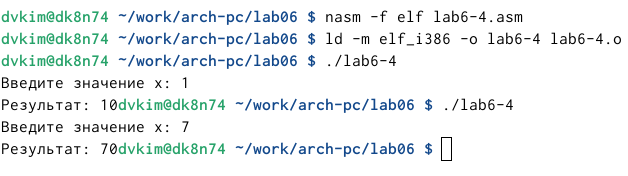 dvkim@dk8n74 ~/work/arch-pc/lab06 $ nasm -f elf lab6-4.asm
dvkim@dk8n74 ~/work/arch-pc/lab06 $ ld -m elf_i386 -o lab6-4 lab6-4.o
dvkim@dk8n74 ~/work/arch-pc/lab06 $ ./lab6-4
Введите значение x: 1
Результат: 10dvkim@dk8n74 ~/work/arch-pc/lab06 $ ./lab6-4
Введите значение x: 7
Результат: 70dvkim@dk8n74 ~/work/arch-pc/lab06 $